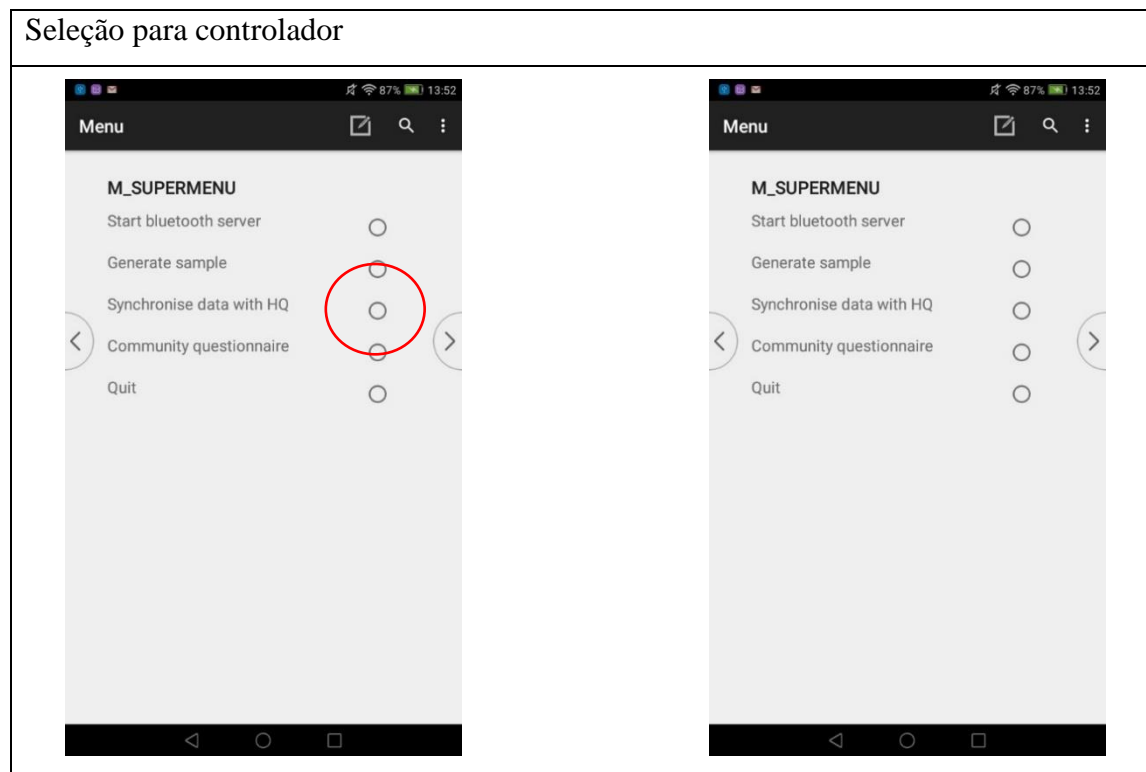 Seleção para controlador
87% 13:52
Menu
M_SUPERMENU
Start bluetooth server
Generate sample
Synchronise data with HQ
Community questionnaire
Quit
87% 13:52
Menu
M_SUPERMENU
Start bluetooth server
Generate sample
Synchronise data with HQ
Community questionnaire
Quit